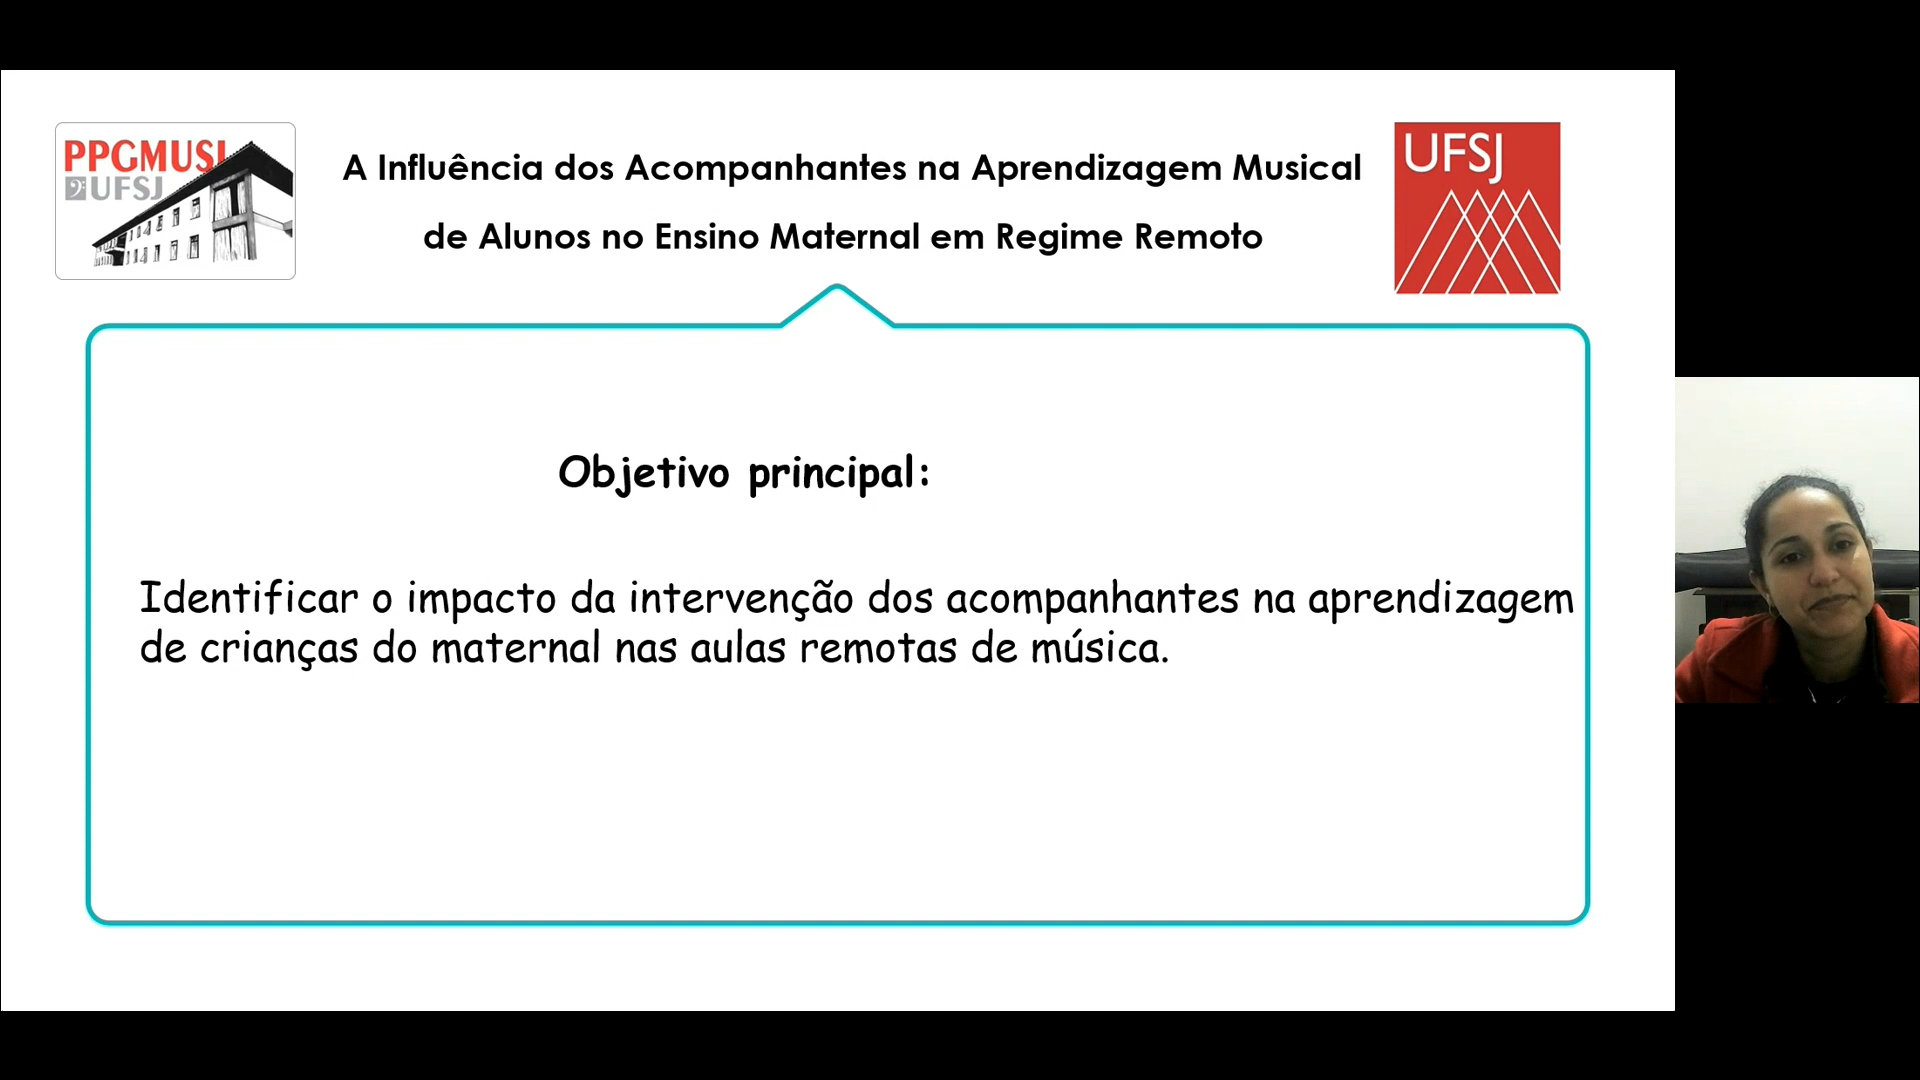 PPGMUSI
UFSJ
A Influência dos Acompanhantes na Aprendizagem Musical
de Alunos no Ensino Maternal em Regime Remoto
UFSJ
Objetivo principal:
Identificar o impacto da intervenção dos acompanhantes na aprendizagem
de crianças do maternal nas aulas remotas de música.